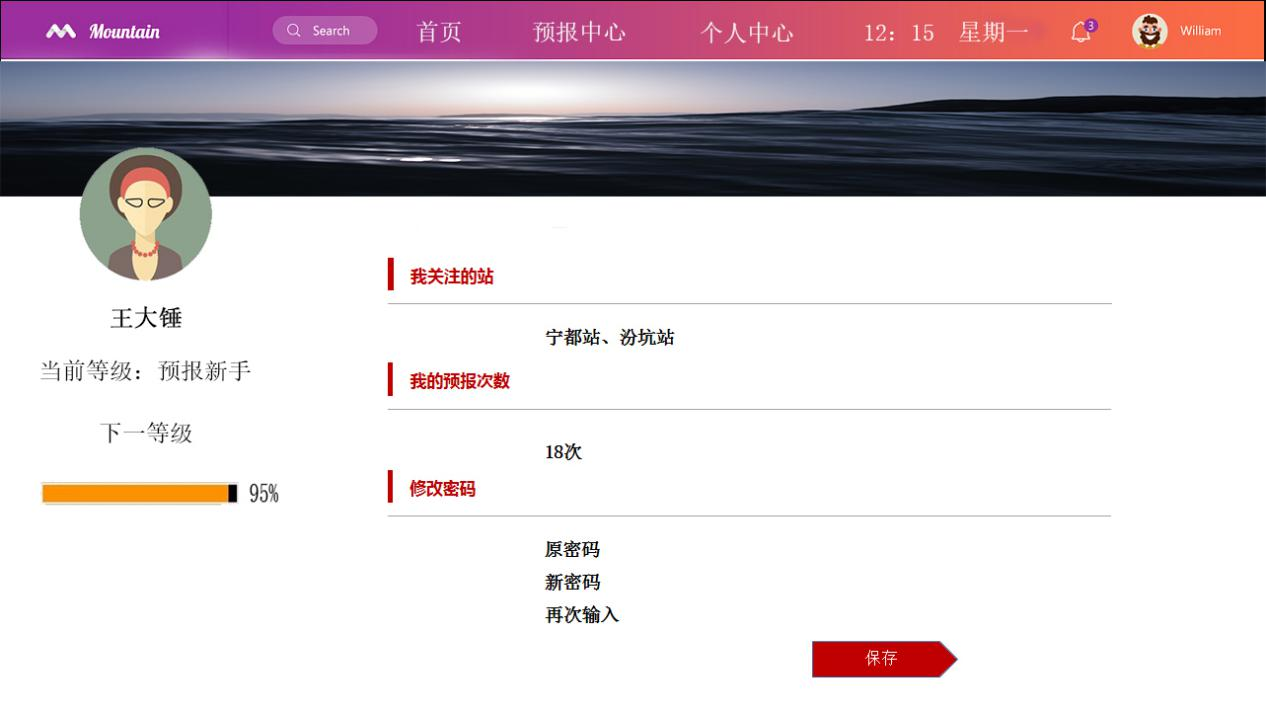 Mountain Search 首页 预报中心 个人中心 12：15 星期一 3 William
王大锤
当前等级：预报新手
下一等级
95%
我关注的站
宁都站、汾坑站
我的预报次数
18次
修改密码
原密码
新密码
再次输入
保存